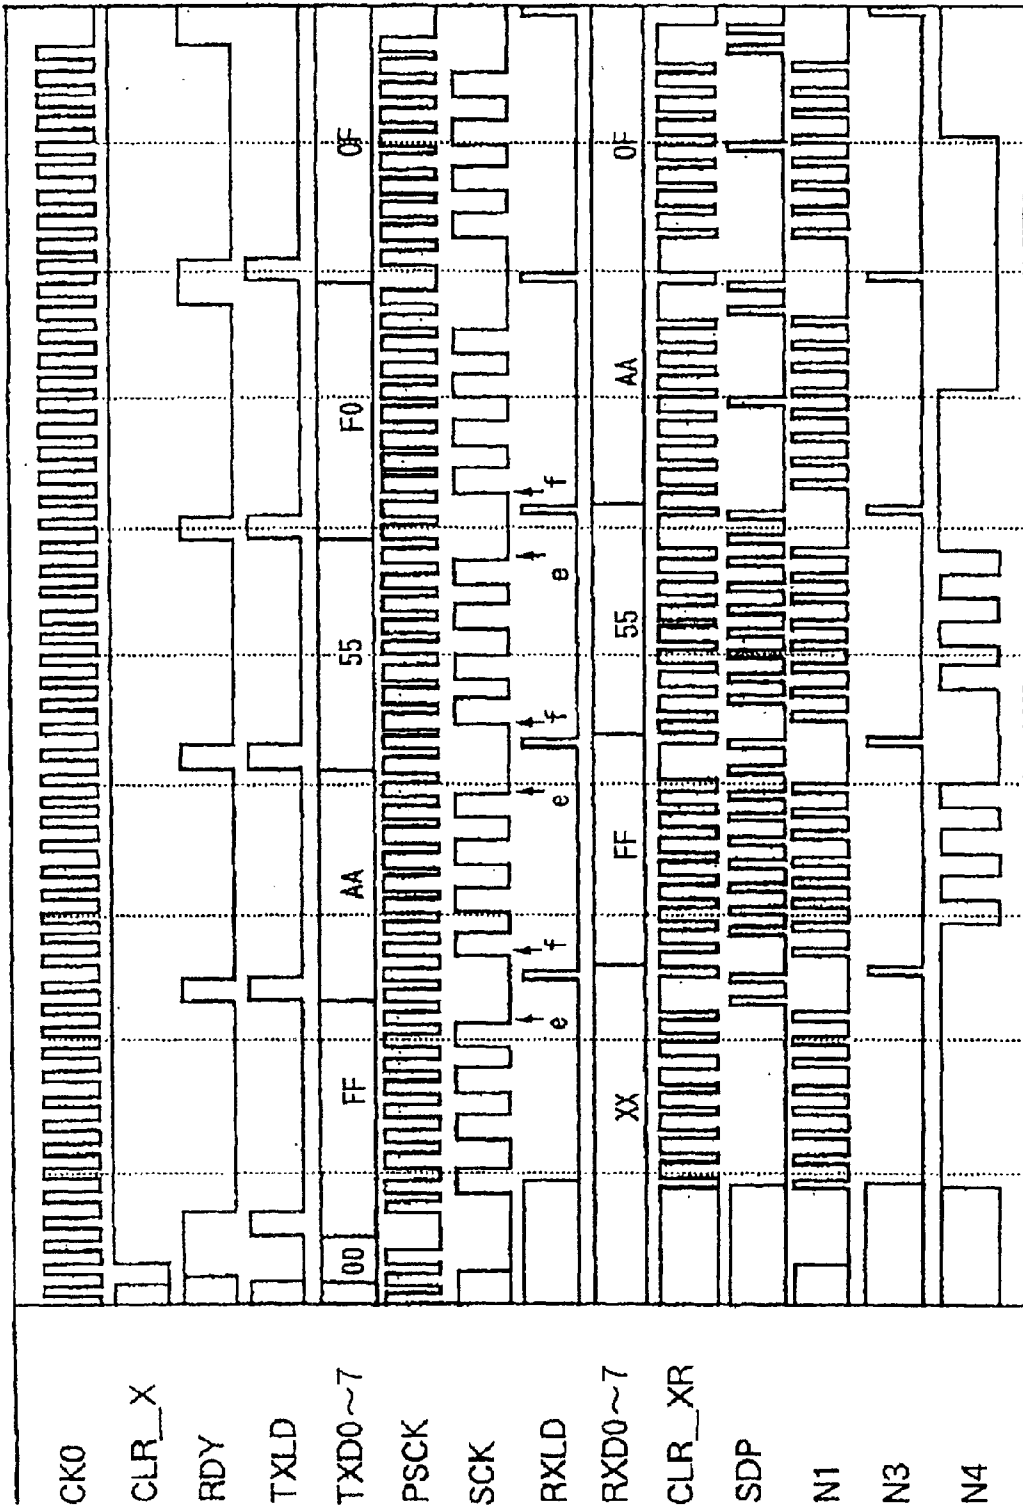 CK0
CLR_X
RDY
TXLD
TXD0~7 00 FF AA 55 F0 0F
PSCK
SCK
e f e f e f
RXLD
RXD0~7 XX FF 55 AA 0F
CLR_XR
SDP
N1
N3
N4